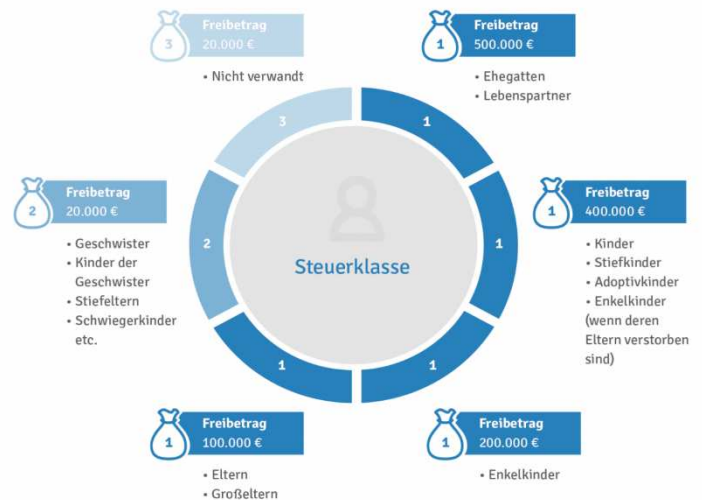 Freibetrag
3
20.000 €
• Nicht verwandt
Freibetrag
1
500.000 €
• Ehegatten
• Lebenspartner
3
1
Freibetrag
2
20.000 €
• Geschwister
• Kinder der
Geschwister
• Stiefeltern
• Schwiegerkinder
etc.
2
Steuerklasse
1
Freibetrag
1
400.000 €
• Kinder
• Stiefkinder
• Adoptivkinder
• Enkelkinder
(wenn deren
Eltern verstorben
sind)
1
1
Freibetrag
1
100.000 €
• Eltern
• Großeltern
Freibetrag
1
200.000 €
• Enkelkinder